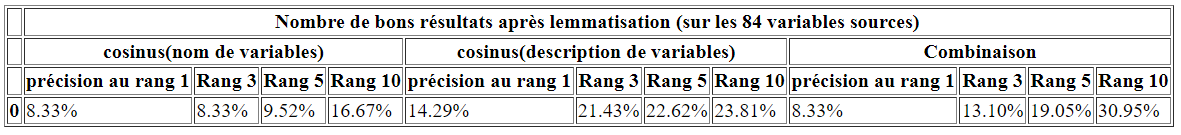 Nombre de bons résultats après lemmatisation (sur les 84 variables sources)
cosinus(nom de variables) cosinus(description de variables) Combinaison
précision au rang 1 Rang 3 Rang 5 Rang 10 précision au rang 1 Rang 3 Rang 5 Rang 10 précision au rang 1 Rang 3 Rang 5 Rang 10
0 8.33% 8.33% 9.52% 16.67% 14.29% 21.43% 22.62% 23.81% 8.33% 13.10% 19.05% 30.95%